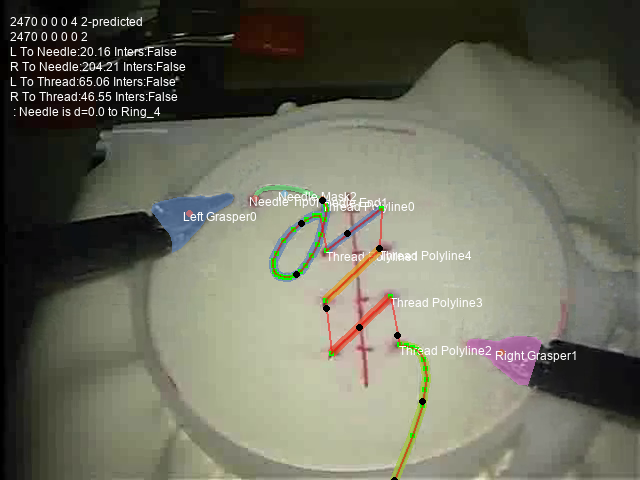 2470 0 0 0 4 2-predicted
2470 0 0 0 0 2
L To Needle:20.16 Inters:False
R To Needle:204.21 Inters:False
L To Thread:65.06 Inters:False
R To Thread:46.55 Inters:False
: Needle is d=0.0 to Ring_4
Needle Mask2
Thread Polyline0
Left Grasper0
Thread Polyline4
Thread Polyline3
Thread Polyline2
Right Grasper1